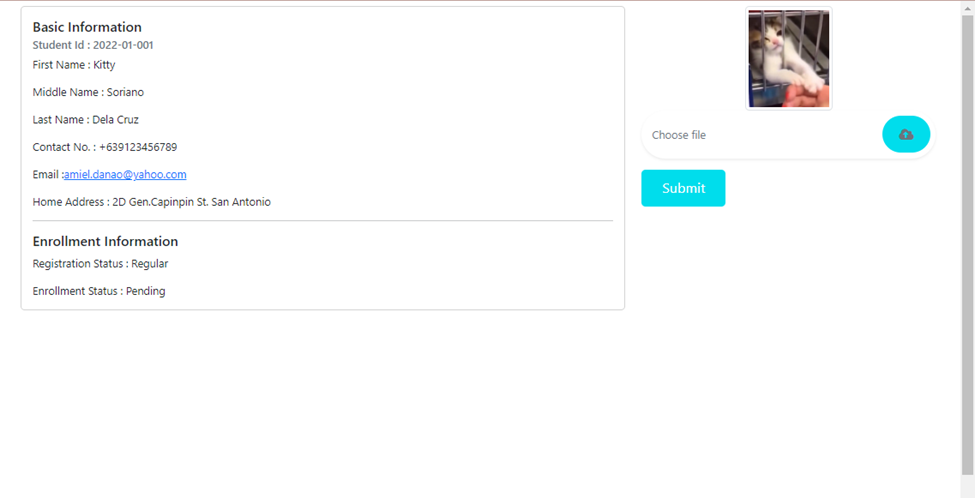 Basic Information
Student Id : 2022-01-001
First Name : Kitty
Middle Name : Soriano
Last Name : Dela Cruz
Contact No. : +639123456789
Email :amiel.danao@yahoo.com
Home Address : 2D Gen.Capinpin St. San Antonio
Enrollment Information
Registration Status : Regular
Enrollment Status : Pending
Choose file
Submit